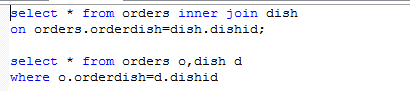 select * from orders inner join dish
on orders.orderdish=dish.dishid;
select * from orders o,dish d
where o.orderdish=d.dishid